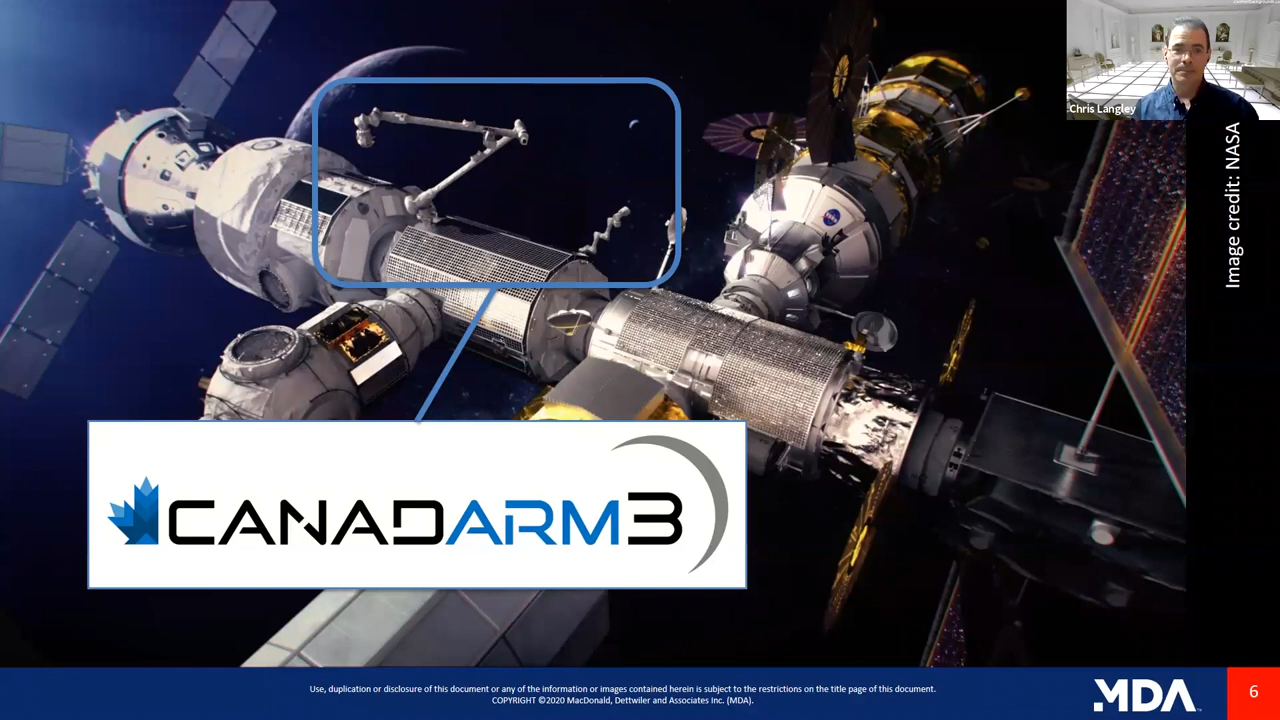 Chris Langley
Image credit: NASA
NASA
CANADARM3
Use, duplication or disclosure of this document or any of the information or images contained herein is subject to the restrictions on the title page of this document.
COPYRIGHT ©2020 MacDonald, Dettwiler and Associates Inc. (MDA).
MDA
6